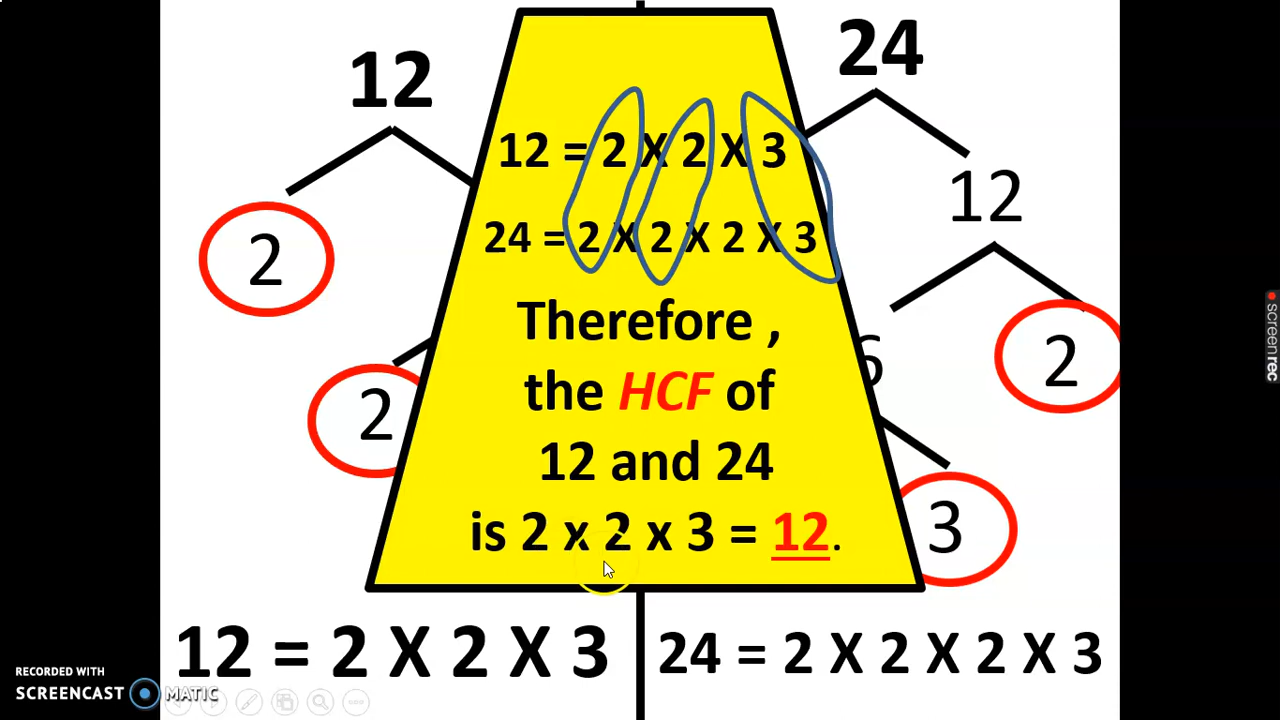 12
24
12 = 2 X 2 X 3
24 = 2 X 2 X 2 X 3
12
2
2
2
3
Therefore ,
the HCF of
12 and 24
is 2 x 2 x 3 = 12.
12 = 2 X 2 X 3
24 = 2 X 2 X 2 X 3
RECORDED WITH
SCREENCAST MATIC
screenrec